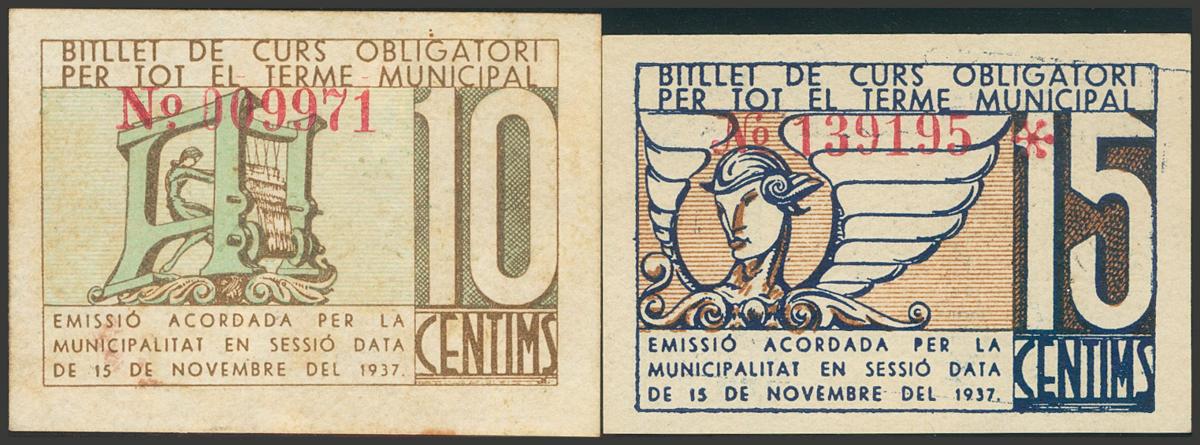 BITLLET DE CURS OBLIGATORI
PER TOT EL TERME MUNICIPAL
No 009971
10
CENTIMS
EMISSIÓ ACORDADA PER LA
MUNICIPALITAT EN SESSIÓ DATA
DE 15 DE NOVEMBRE DEL 1937.
BITLLET DE CURS OBLIGATORI
PER TOT EL TERME MUNICIPAL
No 139195 *
15
CENTIMS
EMISSIÓ ACORDADA PER LA
MUNICIPALITAT EN SESSIÓ DATA
DE 15 DE NOVEMBRE DEL 1937.